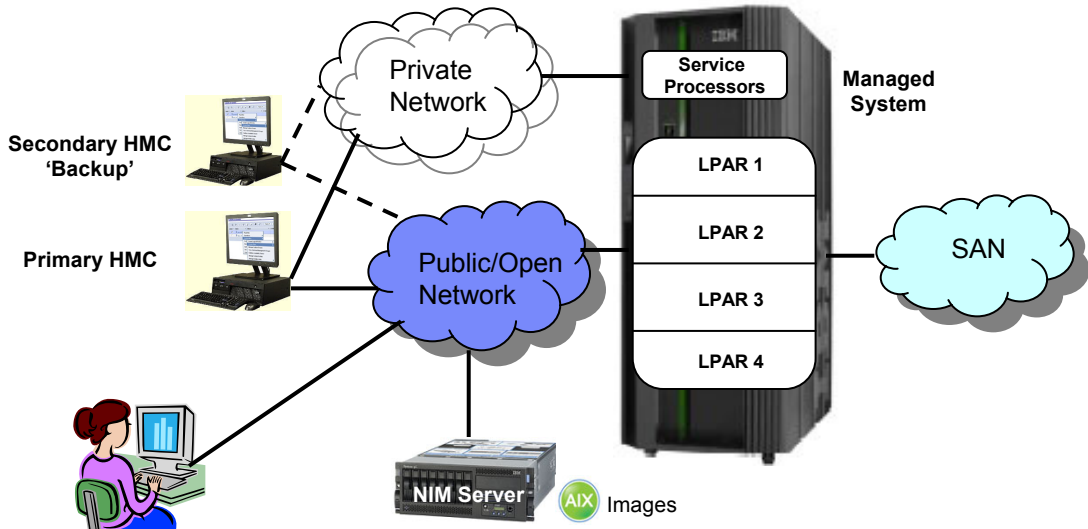 IBM
Private
Network
Service
Processors
Managed
System
Secondary HMC
‘Backup’
LPAR 1
Primary HMC
Public/Open
Network
LPAR 2
SAN
LPAR 3
LPAR 4
NIM Server
AIX
Images